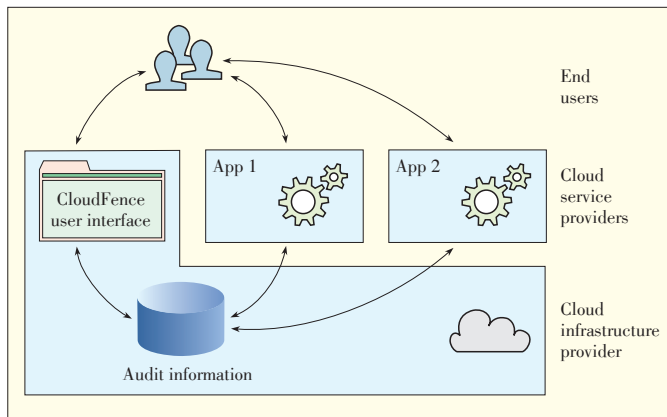 End
users
App 1
App 2
CloudFence
user interface
Cloud
service
providers
Cloud
infrastructure
provider
Audit information